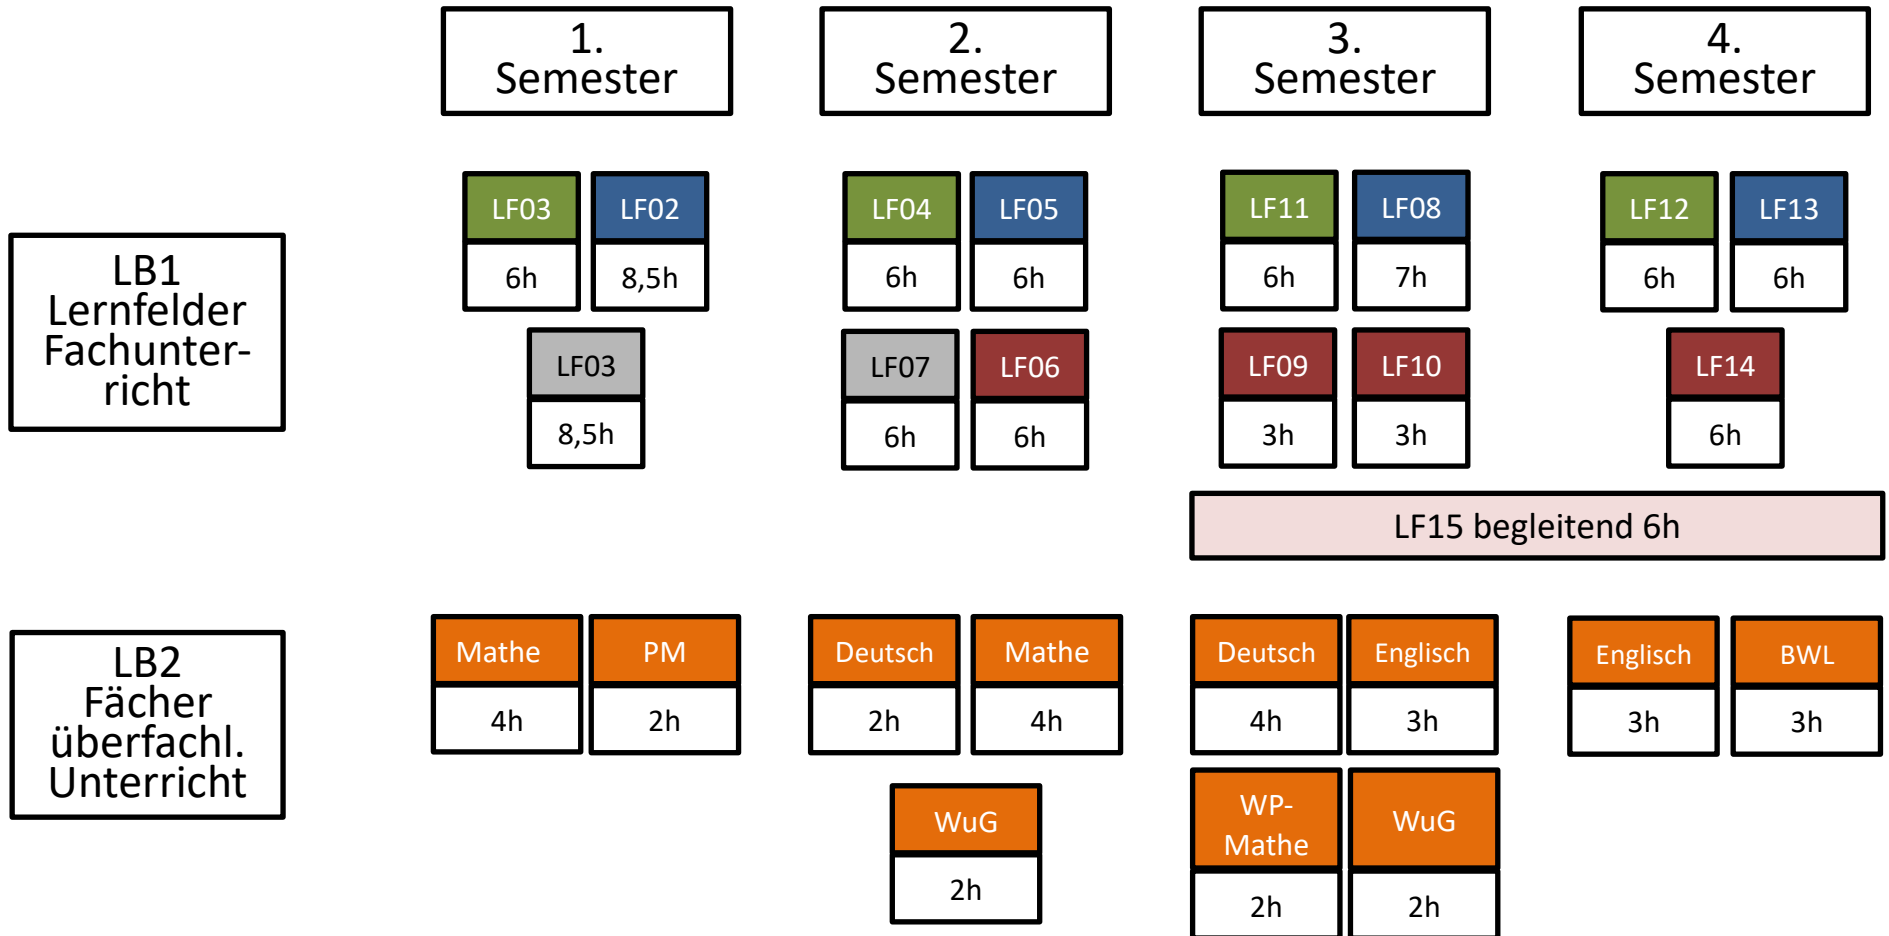 1.
Semester
2.
Semester
3.
Semester
4.
Semester
LB1
Lernfelder
Fachunter-
richt
LF03
LF02
6h
8,5h
LF03
8,5h
LF04
LF05
6h
6h
LF07
LF06
6h
6h
LF11
LF08
6h
7h
LF09
LF10
3h
3h
LF12
LF13
6h
6h
LF14
6h
LF15 begleitend 6h
LB2
Fächer
überfachl.
Unterricht
Mathe
PM
4h
2h
Deutsch
Mathe
2h
4h
WuG
2h
Deutsch
Englisch
4h
3h
WP-
Mathe
WuG
2h
2h
Englisch
BWL
3h
3h